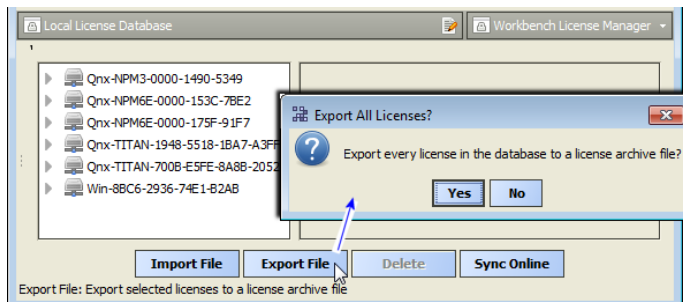 Local License Database
Workbench License Manager
Qnx-NPM3-0000-1490-5349
Qnx-NPM6E-0000-153C-7BE2
Qnx-NPM6E-0000-175F-91F7
Qnx-TITAN-1948-5518-1BA7-A3FF
Qnx-TITAN-700B-E5FE-8A8B-2052
Win-8BC6-2936-74E1-B2AB
Export All Licenses?
Export every license in the database to a license archive file?
Yes No
Import File Export File Delete Sync Online
Export File: Export selected licenses to a license archive file